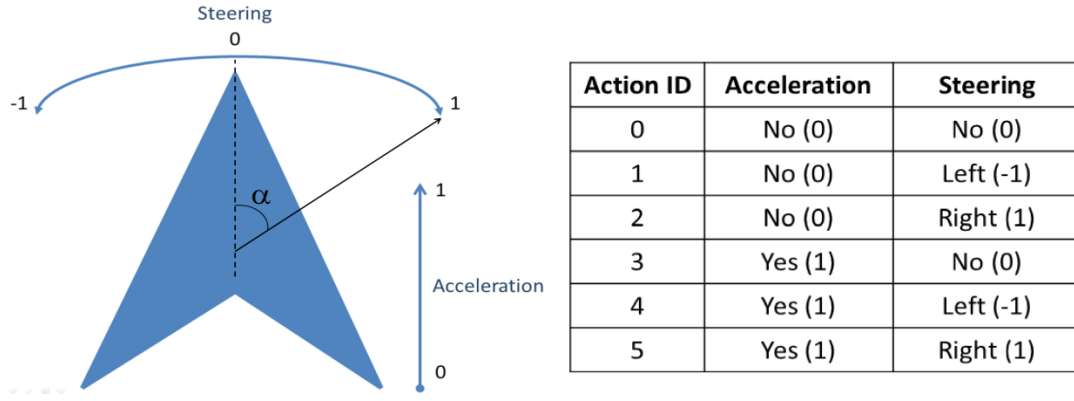 Steering
0
-1
1
α
1
Acceleration
0
Action ID Acceleration Steering
0 No (0) No (0)
1 No (0) Left (-1)
2 No (0) Right (1)
3 Yes (1) No (0)
4 Yes (1) Left (-1)
5 Yes (1) Right (1)